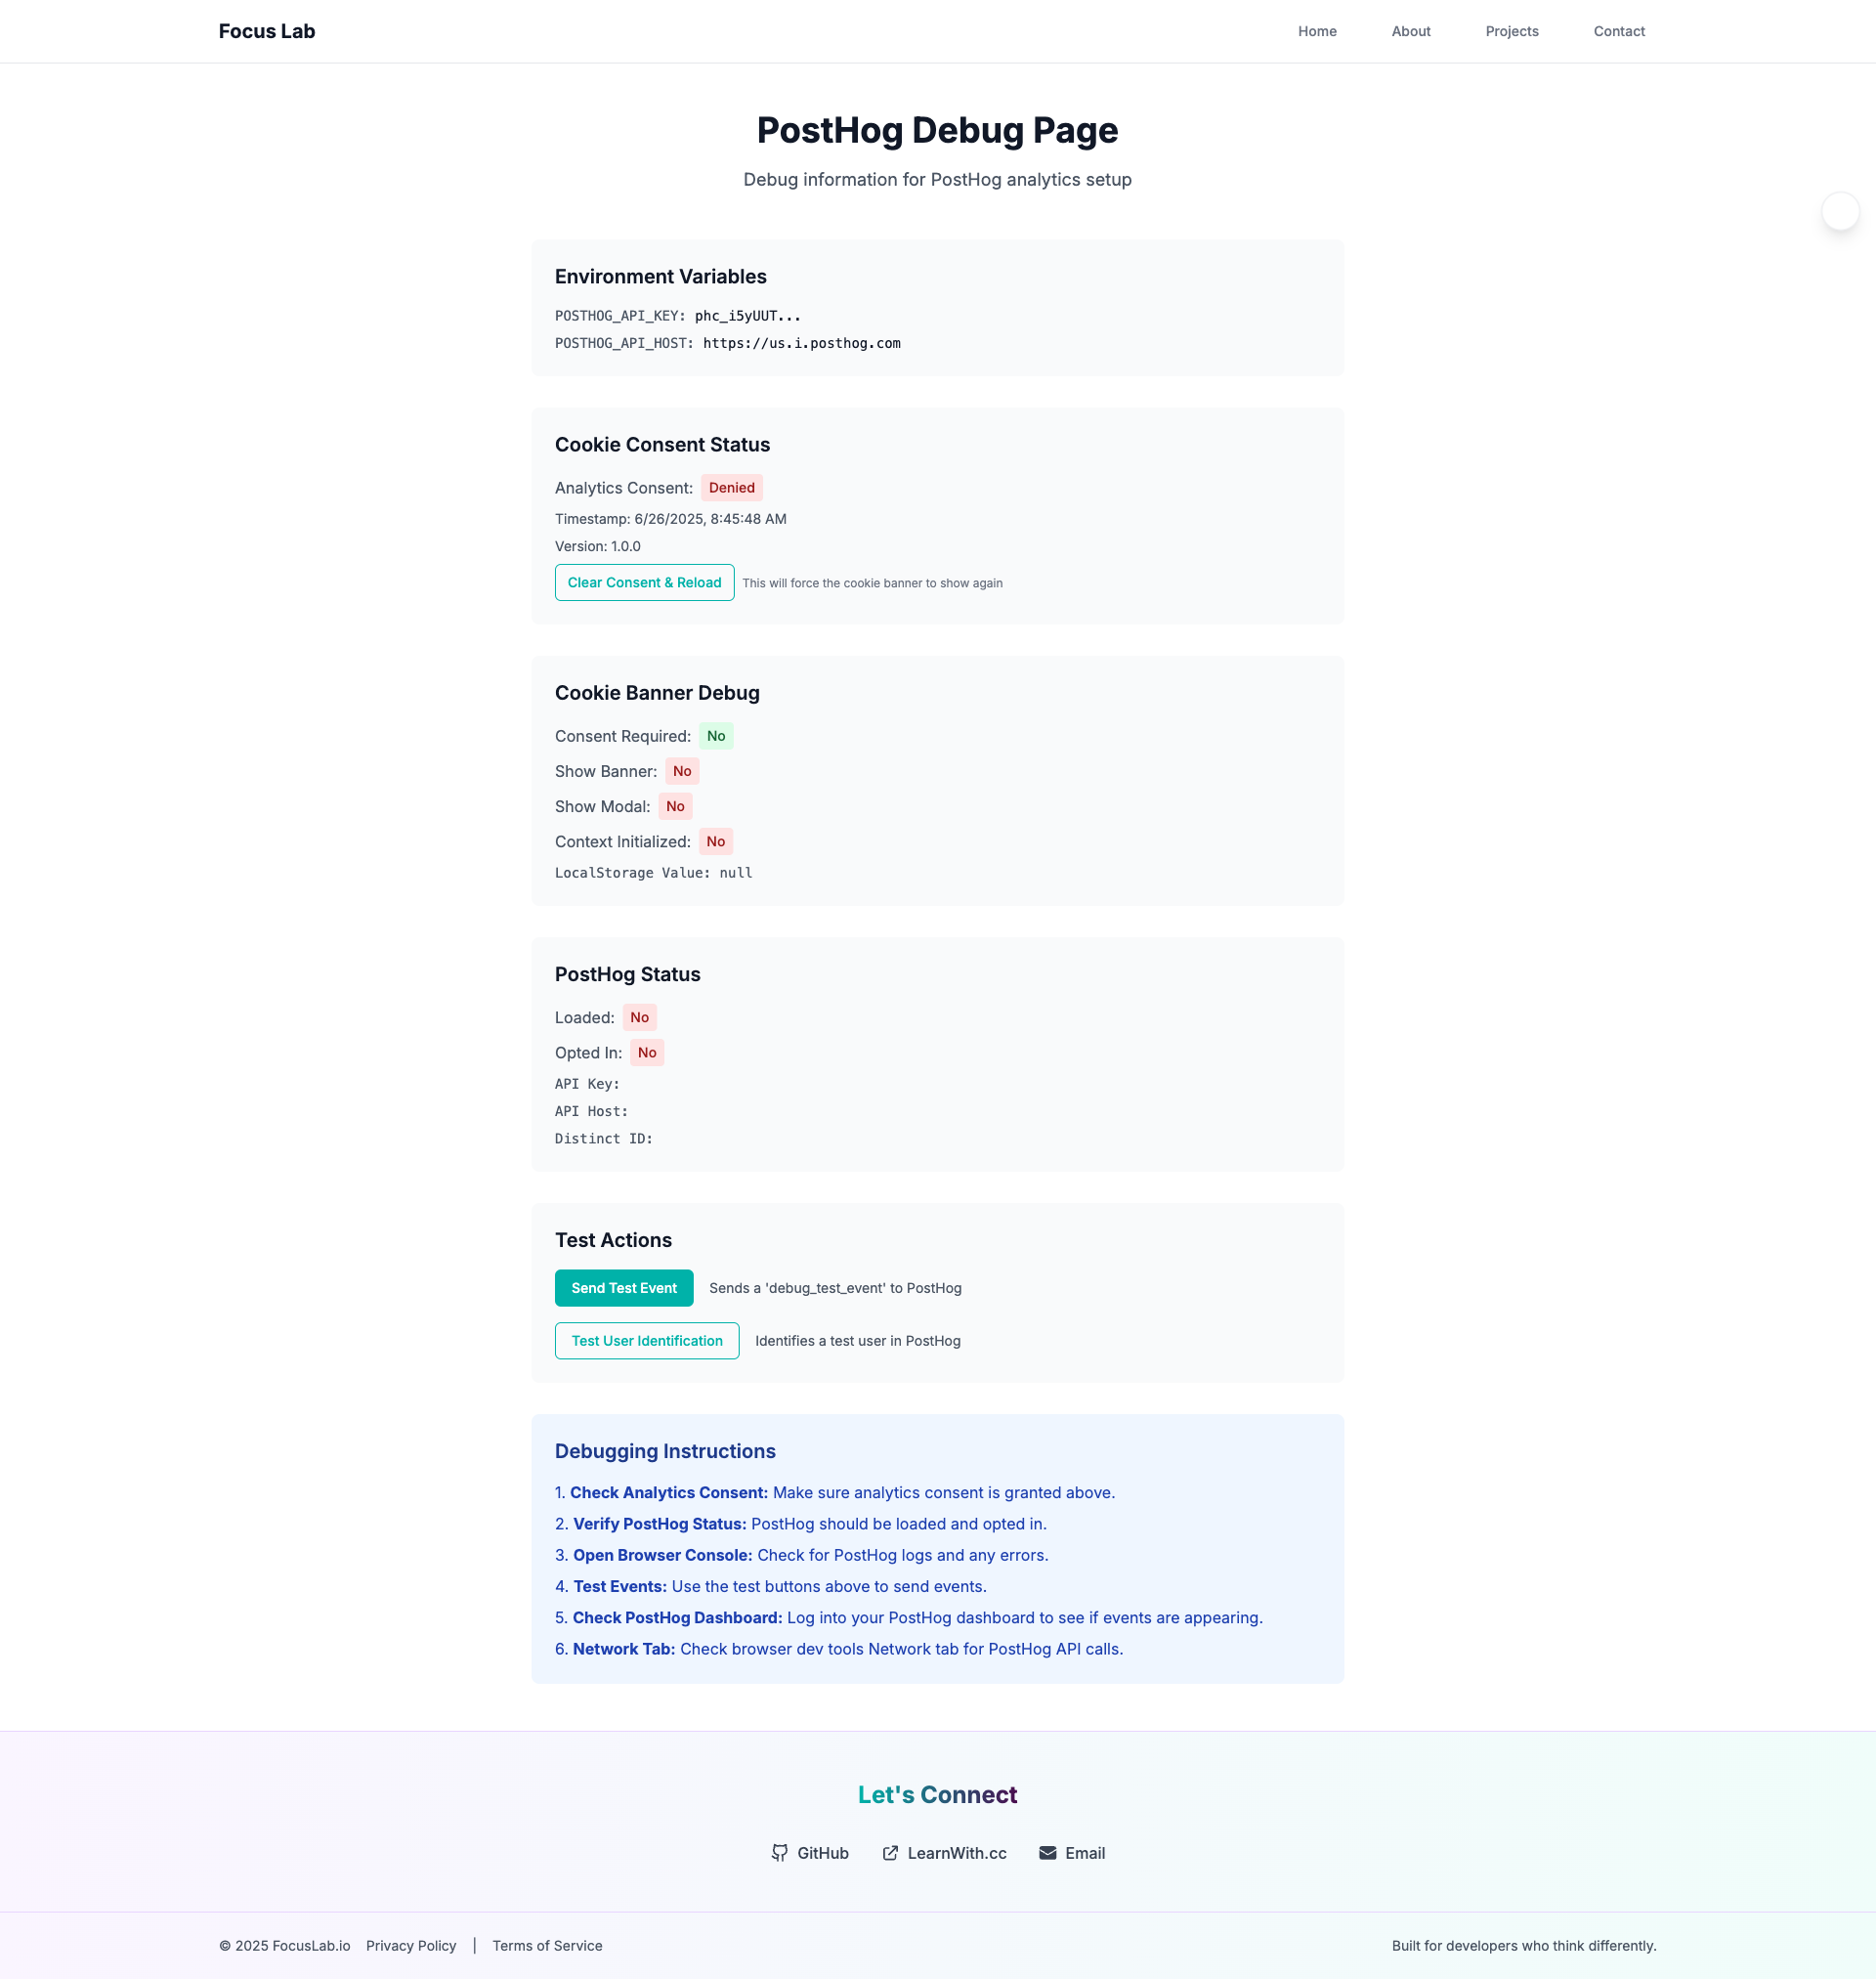 Focus Lab
Home About Projects Contact
PostHog Debug Page
Debug information for PostHog analytics setup
Environment Variables
POSTHOG_API_KEY: phc_i5yUUT...
POSTHOG_API_HOST: https://us.i.posthog.com
Cookie Consent Status
Analytics Consent: Denied
Timestamp: 6/26/2025, 8:45:48 AM
Version: 1.0.0
Clear Consent & Reload This will force the cookie banner to show again
Cookie Banner Debug
Consent Required: No
Show Banner: No
Show Modal: No
Context Initialized: No
LocalStorage Value: null
PostHog Status
Loaded: No
Opted In: No
API Key:
API Host:
Distinct ID:
Test Actions
Send Test Event Sends a 'debug_test_event' to PostHog
Test User Identification Identifies a test user in PostHog
Debugging Instructions
1. Check Analytics Consent: Make sure analytics consent is granted above.
2. Verify PostHog Status: PostHog should be loaded and opted in.
3. Open Browser Console: Check for PostHog logs and any errors.
4. Test Events: Use the test buttons above to send events.
5. Check PostHog Dashboard: Log into your PostHog dashboard to see if events are appearing.
6. Network Tab: Check browser dev tools Network tab for PostHog API calls.
Let's Connect
GitHub LearnWith.cc Email
© 2025 FocusLab.io Privacy Policy | Terms of Service Built for developers who think differently.